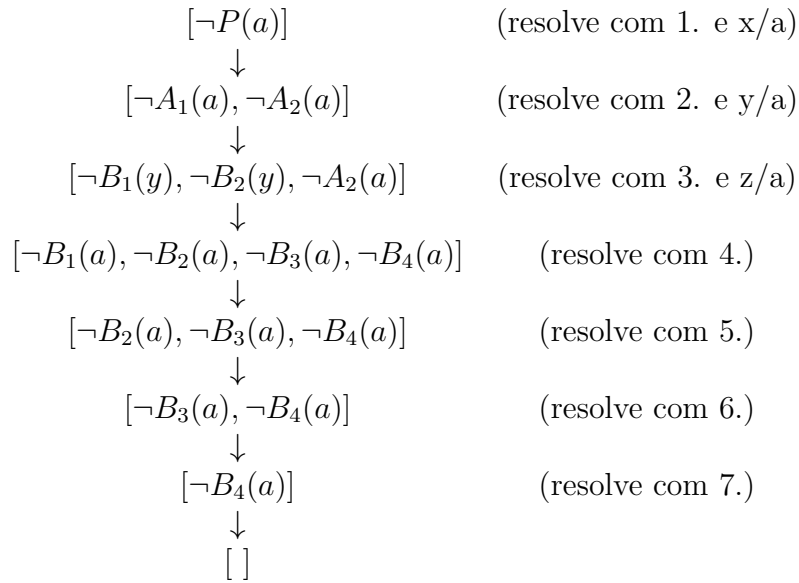 [¬P(a)] (resolve com 1. e x/a)
↓
[¬A₁(a), ¬A₂(a)] (resolve com 2. e y/a)
↓
[¬B₁(y), ¬B₂(y), ¬A₂(a)] (resolve com 3. e z/a)
↓
[¬B₁(a), ¬B₂(a), ¬B₃(a), ¬B₄(a)] (resolve com 4.)
↓
[¬B₂(a), ¬B₃(a), ¬B₄(a)] (resolve com 5.)
↓
[¬B₃(a), ¬B₄(a)] (resolve com 6.)
↓
[¬B₄(a)] (resolve com 7.)
↓
[ ]